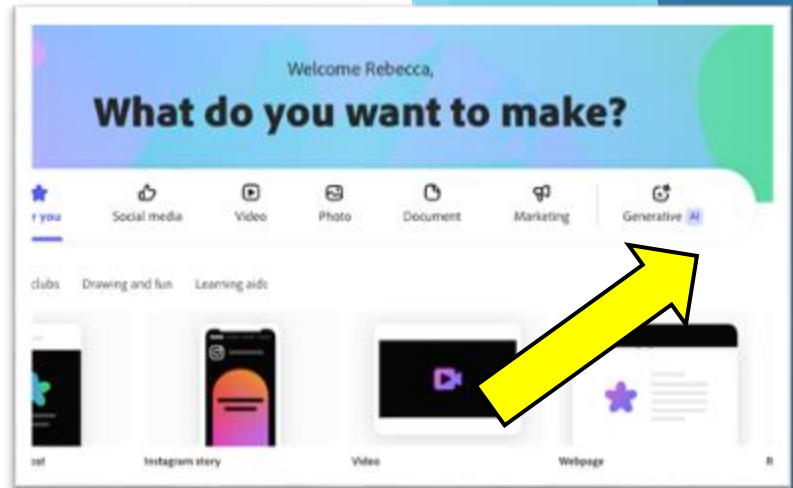 Welcome Rebecca,
What do you want to make?
r you Social media Video Photo Document Marketing Generative AI
clubs Drawing and fun Learning aids
ost Instagram story Video Webpage R